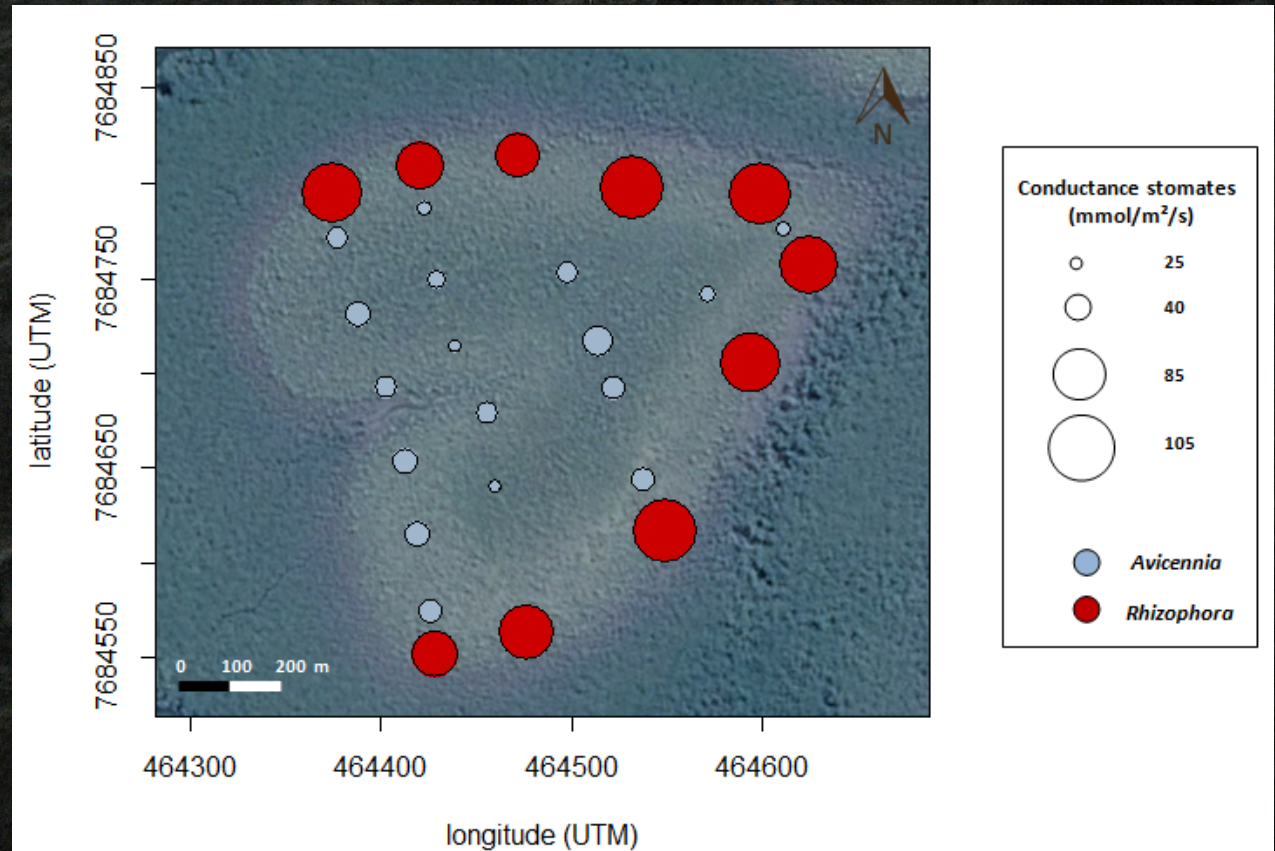 7684850
7684750
7684650
7684550
latitude (UTM)
N
0 100 200 m
464300 464400 464500 464600
longitude (UTM)
Conductance stomates
(mmol/m²/s)
25
40
85
105
Avicennia
Rhizophora